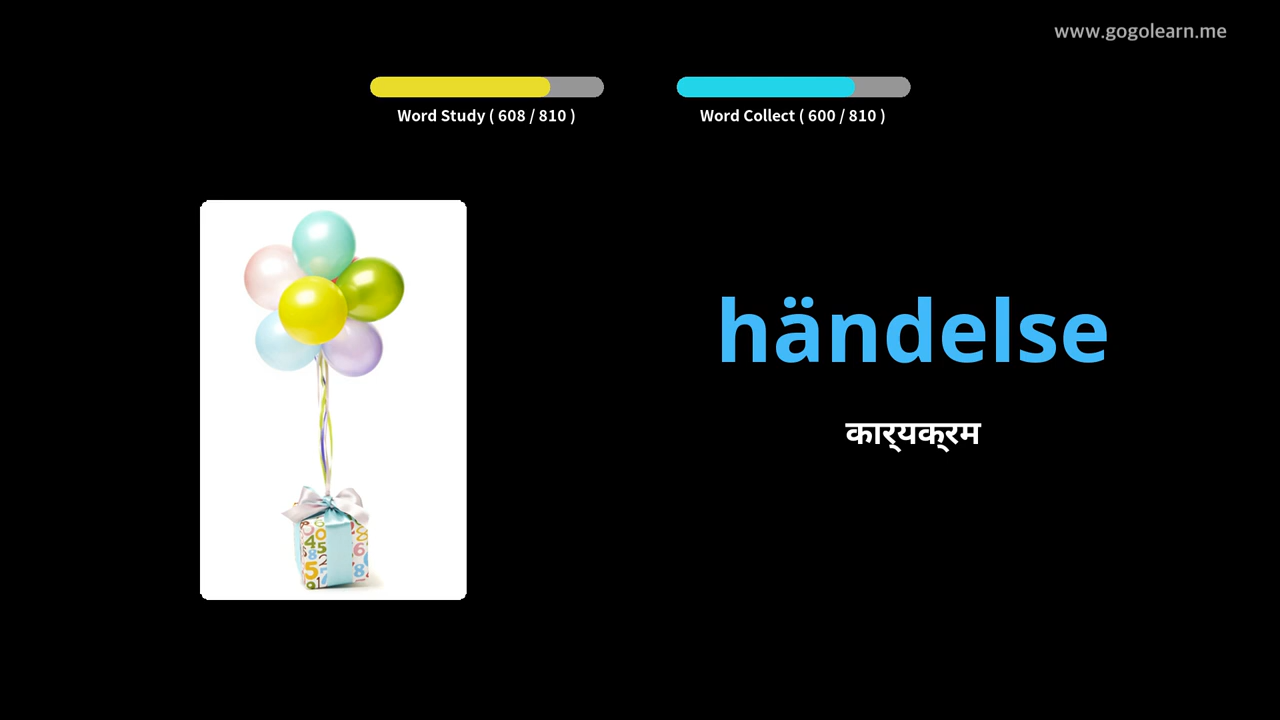 www.gogolearn.me
Word Study ( 608 / 810 )
Word Collect ( 600 / 810 )
händelse
कार्यक्रम